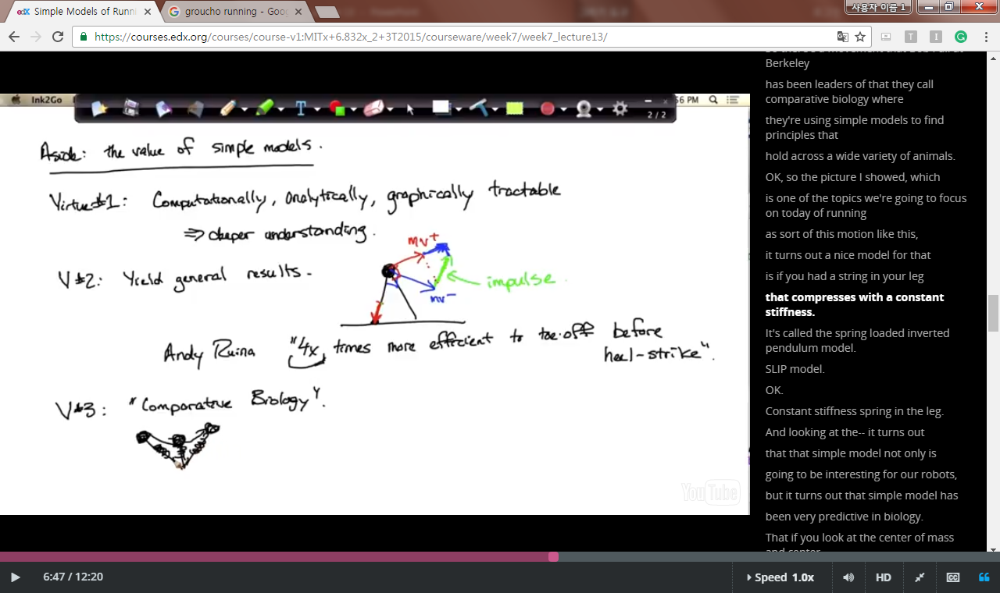 Simple Models of Runni
groucho running - Goog
사용자 이름 1
https://courses.edx.org/courses/course-v1:MITx+6.832x_2+3T2015/courseware/week7/week7_lecture13/
Ink2Go
56 PM
2 / 2
Aside: the value of simple models.
Virtue #1: Computationally, analytically, graphically tractable
⇒ deeper understanding.
mv+
V #2: Yield general results.
impulse
mv-
Andy Ruina "4x times more efficient to toe-off before
heel-strike".
V #3: "Comparative Biology".
YouTube
Berkeley
has been leaders of that they call
comparative biology where
they're using simple models to find
principles that
hold across a wide variety of animals.
OK, so the picture I showed, which
is one of the topics we're going to focus
on today of running
as sort of this motion like this,
it turns out a nice model for that
is if you had a string in your leg
that compresses with a constant
stiffness.
It's called the spring loaded inverted
pendulum model.
SLIP model.
OK.
Constant stiffness spring in the leg.
And looking at the-- it turns out
that that simple model not only is
going to be interesting for our robots,
but it turns out that simple model has
been very predictive in biology.
That if you look at the center of mass
and center
6:47 / 12:20
Speed 1.0x
HD
CC